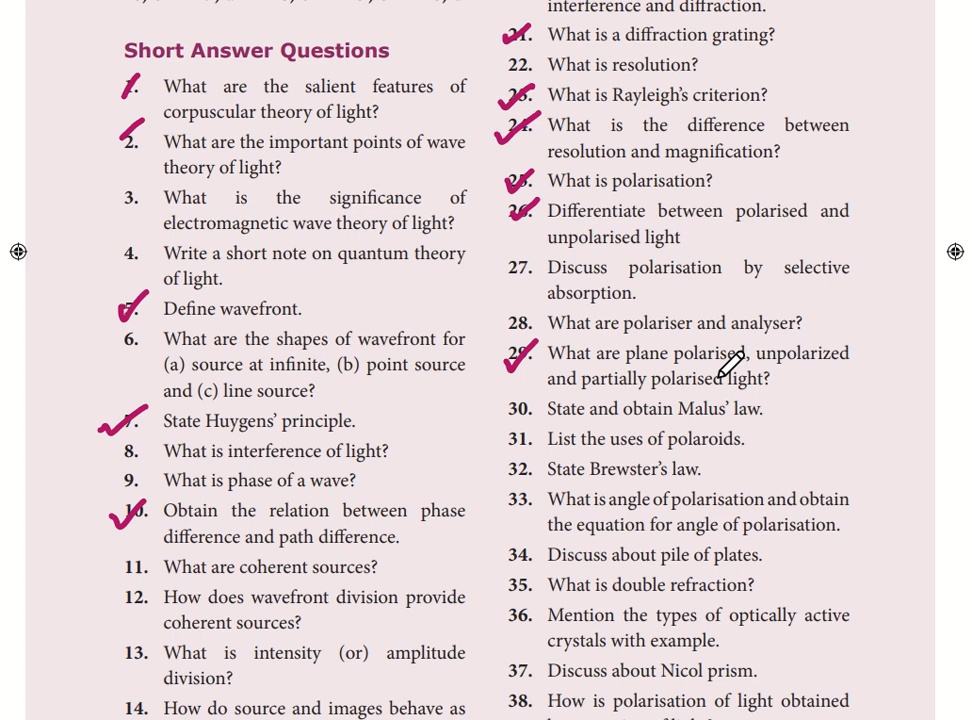 Short Answer Questions
1. What are the salient features of
corpuscular theory of light?
2. What are the important points of wave
theory of light?
3. What is the significance of
electromagnetic wave theory of light?
4. Write a short note on quantum theory
of light.
5. Define wavefront.
6. What are the shapes of wavefront for
(a) source at infinite, (b) point source
and (c) line source?
7. State Huygens’ principle.
8. What is interference of light?
9. What is phase of a wave?
10. Obtain the relation between phase
difference and path difference.
11. What are coherent sources?
12. How does wavefront division provide
coherent sources?
13. What is intensity (or) amplitude
division?
14. How do source and images behave as
interference and diffraction.
21. What is a diffraction grating?
22. What is resolution?
23. What is Rayleigh’s criterion?
24. What is the difference between
resolution and magnification?
25. What is polarisation?
26. Differentiate between polarised and
unpolarised light
27. Discuss polarisation by selective
absorption.
28. What are polariser and analyser?
29. What are plane polarised, unpolarized
and partially polarised light?
30. State and obtain Malus’ law.
31. List the uses of polaroids.
32. State Brewster’s law.
33. What is angle of polarisation and obtain
the equation for angle of polarisation.
34. Discuss about pile of plates.
35. What is double refraction?
36. Mention the types of optically active
crystals with example.
37. Discuss about Nicol prism.
38. How is polarisation of light obtained